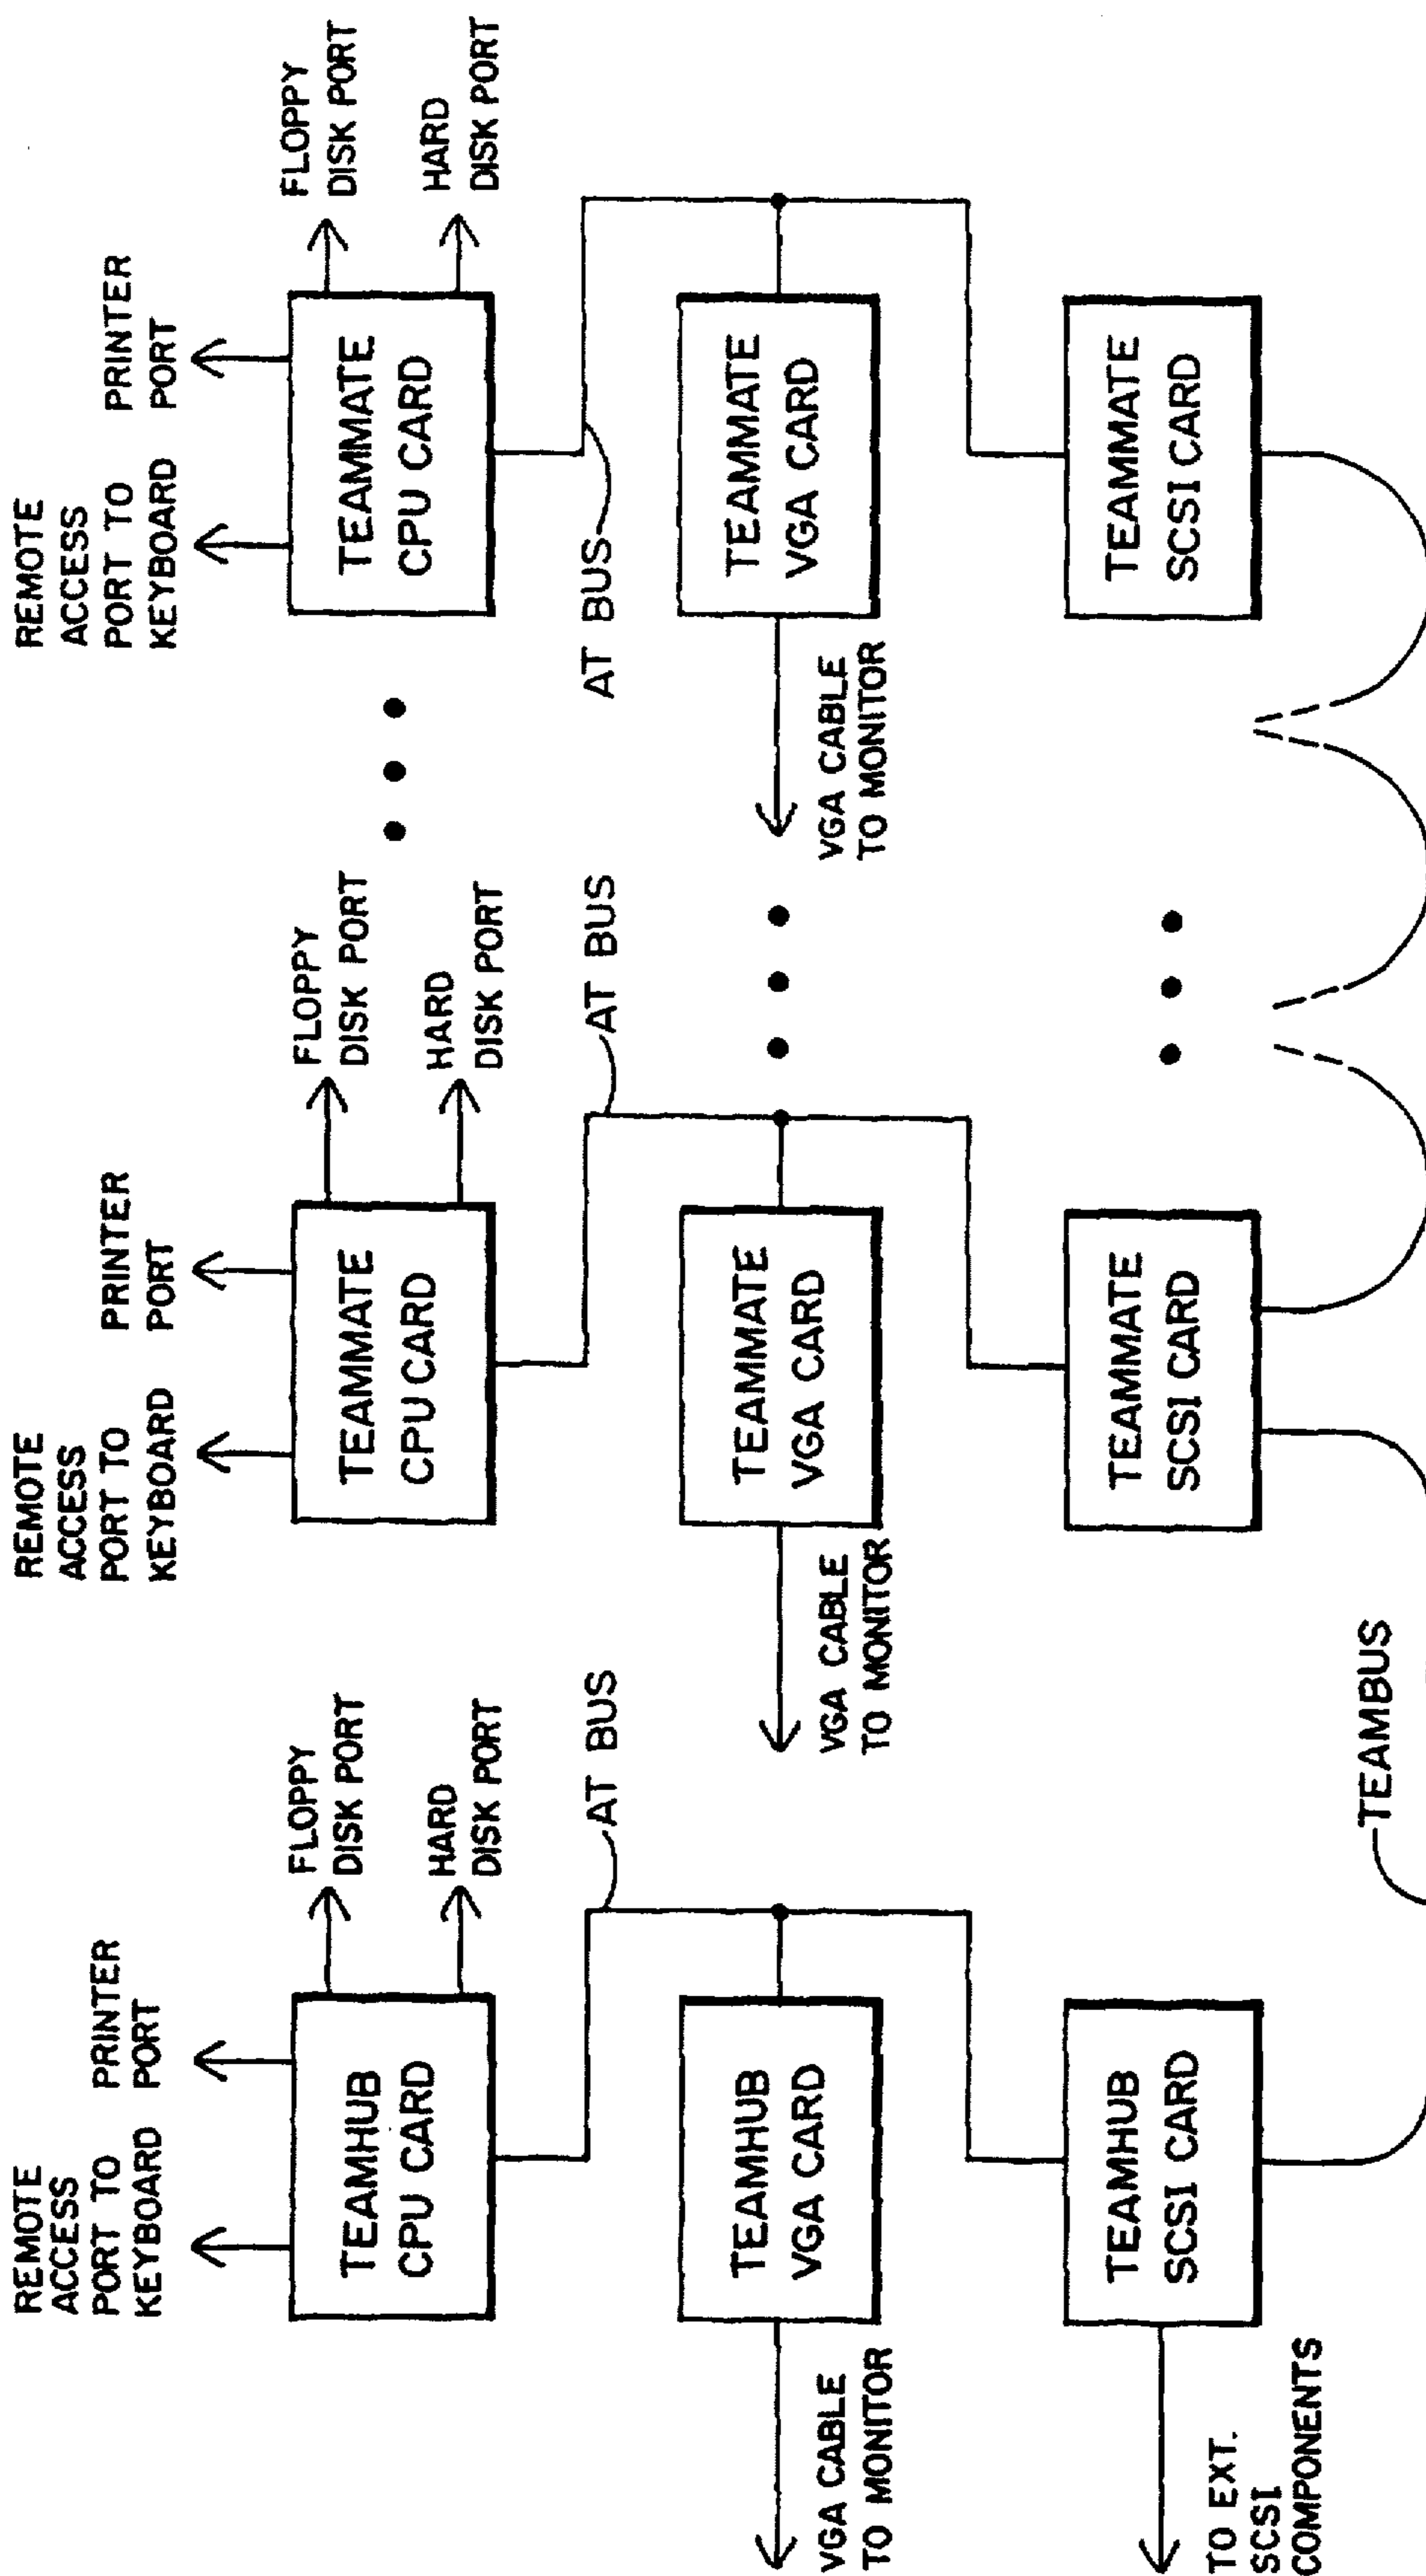 REMOTE
ACCESS
PORT TO
KEYBOARD
PRINTER
PORT
FLOPPY
DISK PORT
HARD
DISK PORT
TEAMHUB
CPU CARD
AT BUS
TEAMHUB
VGA CARD
VGA CABLE
TO MONITOR
TEAMHUB
SCSI CARD
TO EXT.
SCSI
COMPONENTS
TEAMBUS
REMOTE
ACCESS
PORT TO
KEYBOARD
PRINTER
PORT
FLOPPY
DISK PORT
HARD
DISK PORT
TEAMMATE
CPU CARD
AT BUS
TEAMMATE
VGA CARD
VGA CABLE
TO MONITOR
TEAMMATE
SCSI CARD
REMOTE
ACCESS
PORT TO
KEYBOARD
PRINTER
PORT
FLOPPY
DISK PORT
HARD
DISK PORT
TEAMMATE
CPU CARD
AT BUS
TEAMMATE
VGA CARD
VGA CABLE
TO MONITOR
TEAMMATE
SCSI CARD